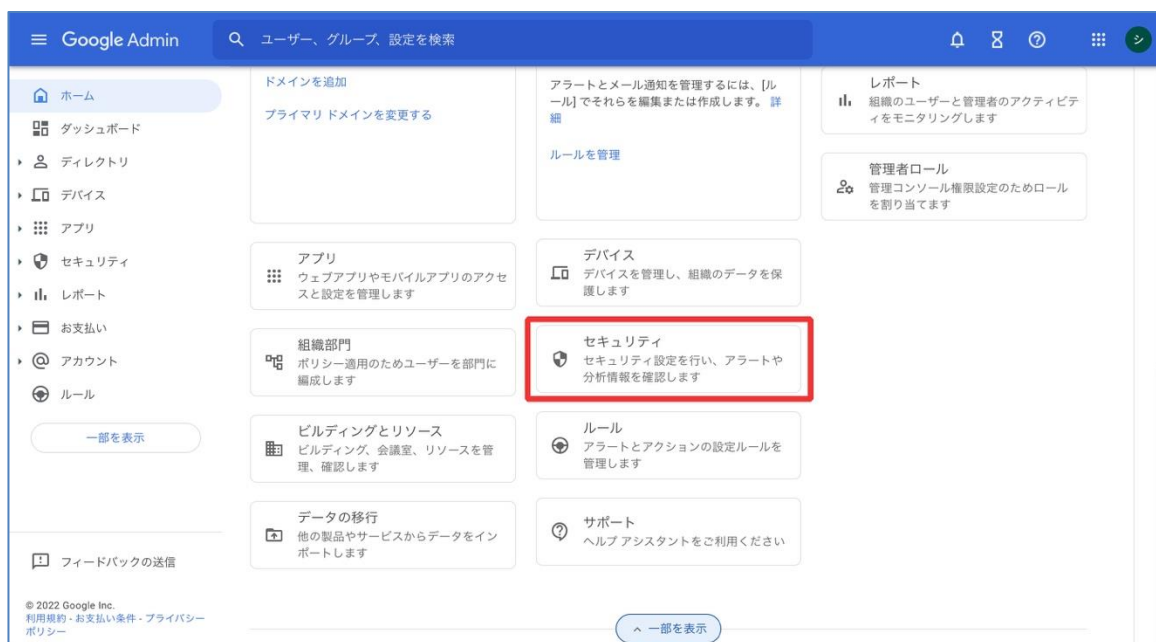 Google Admin
ユーザー、グループ、設定を検索
シ
ホーム
ダッシュボード
ディレクトリ
デバイス
アプリ
セキュリティ
レポート
お支払い
アカウント
ルール
一部を表示
フィードバックの送信
© 2022 Google Inc.
利用規約 - お支払い条件 - プライバシー
ポリシー
ドメインを追加
プライマリ ドメインを変更する
アラートとメール通知を管理するには、[ル
ール] でそれらを編集または作成します。 詳
細
ルールを管理
レポート
組織のユーザーと管理者のアクティビテ
ィをモニタリングします
管理者ロール
管理コンソール権限設定のためロール
を割り当てます
アプリ
ウェブアプリやモバイルアプリのアクセ
スと設定を管理します
デバイス
デバイスを管理し、組織のデータを保
護します
組織部門
ポリシー適用のためユーザーを部門に
編成します
セキュリティ
セキュリティ設定を行い、アラートや
分析情報を確認します
ビルディングとリソース
ビルディング、会議室、リソースを管
理、確認します
ルール
アラートとアクションの設定ルールを
管理します
データの移行
他の製品やサービスからデータをイン
ポートします
サポート
ヘルプ アシスタントをご利用ください
一部を表示